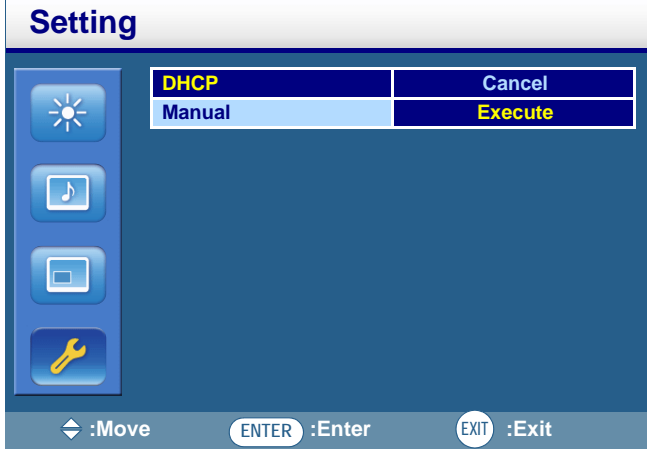 Setting
DHCP Cancel
Manual Execute
:Move ENTER :Enter EXIT :Exit